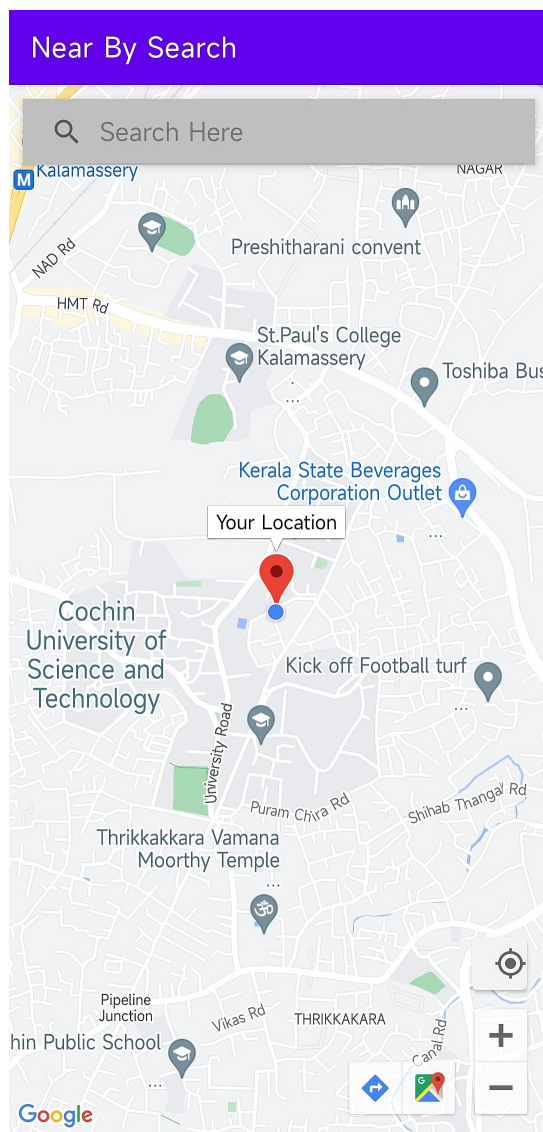 Near By Search
Search Here
M
Kalamassery
NAGAR
Preshitharani convent
NAD Rd
HMT Rd
St.Paul's College
Kalamassery
Toshiba Bus
Kerala State Beverages
Corporation Outlet
Your Location
Cochin
University of
Science and
Technology
Kick off Football turf
University Road
Puram Chira Rd
Shihab Thangal Rd
Thrikkakkara Vamana
Moorthy Temple
Pipeline
Junction
Vikas Rd
THRIKKAKARA
hin Public School
Canal Rd
G
Google